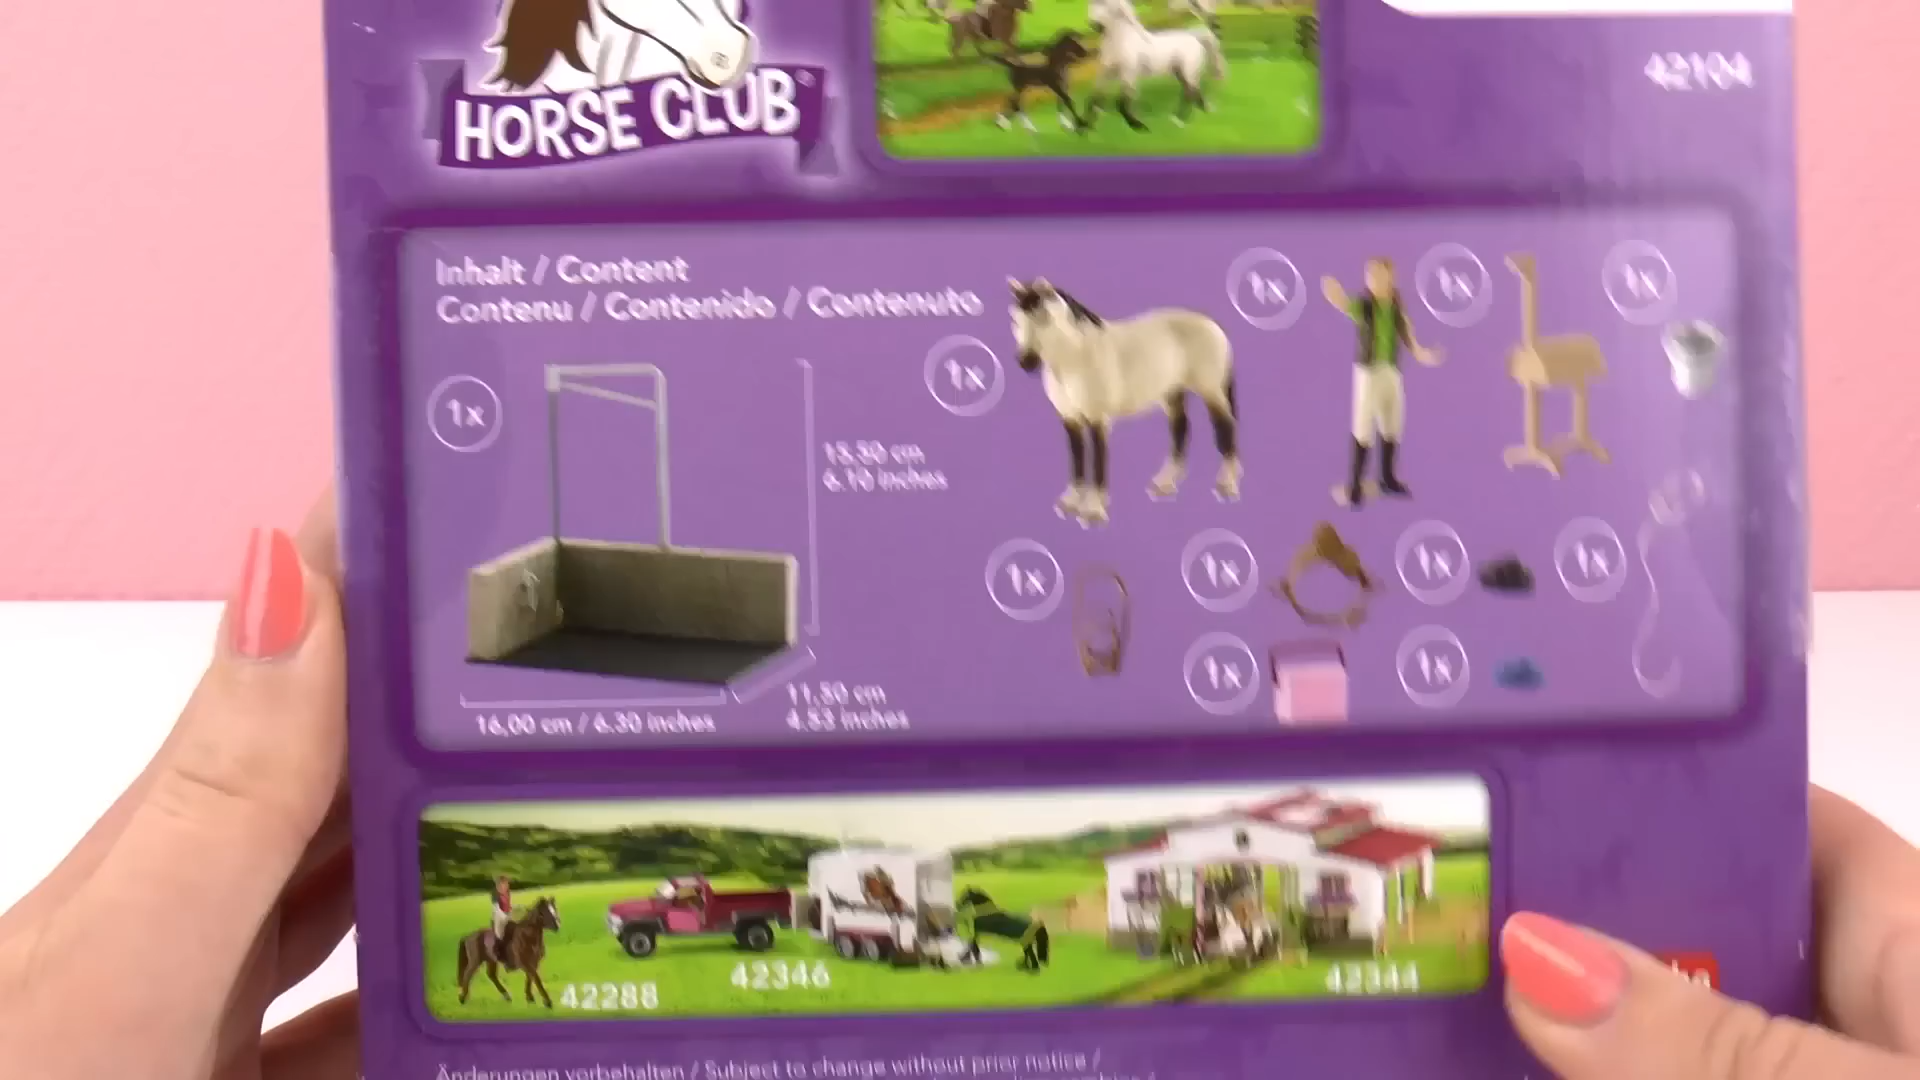 HORSE CLUB®
42104
Inhalt / Content
Contenu / Contenido / Contenuto
1x
1x
1x
1x
1x
15.50 cm
6.10 inches
1x
1x
1x
1x
1x
1x
11,50 cm
4.53 inches
16,00 cm / 6.30 inches
42288
42346
42344
Änderungen vorbehalten / Subject to change without prior notice /